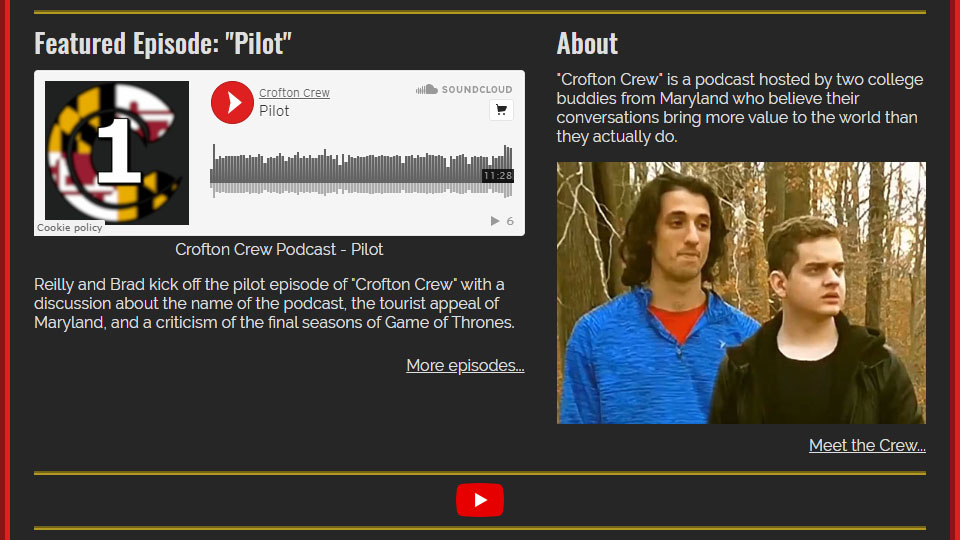 Featured Episode: "Pilot"
1
Crofton Crew
Pilot
SOUNDCLOUD
11:28
6
Cookie policy
Crofton Crew Podcast - Pilot
Reilly and Brad kick off the pilot episode of "Crofton Crew" with a
discussion about the name of the podcast, the tourist appeal of
Maryland, and a criticism of the final seasons of Game of Thrones.
More episodes...
About
"Crofton Crew" is a podcast hosted by two college
buddies from Maryland who believe their
conversations bring more value to the world than
they actually do.
Meet the Crew...